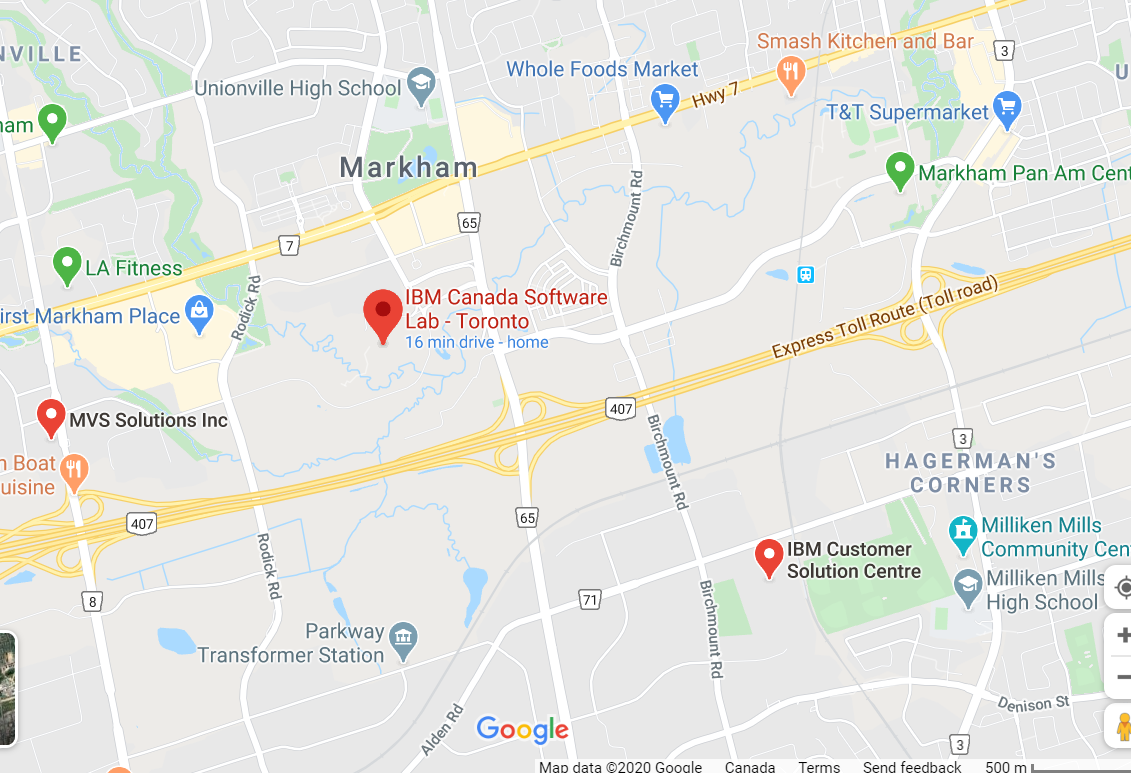 NVILLE
Smash Kitchen and Bar
3
Whole Foods Market
Unionville High School
Hwy 7
T&T Supermarket
U
ham
Markham
Markham Pan Am Cent
65
Birchmount Rd
7
LA Fitness
Rodick Rd
IBM Canada Software
Lab - Toronto
16 min drive - home
irst Markham Place
Express Toll Route (Toll road)
407
MVS Solutions Inc
Birchmount Rd
3
HAGERMAN'S
CORNERS
n Boat
uisine
407
65
Milliken Mills
Community Cen
IBM Customer
Solution Centre
Rodick Rd
Milliken Mills
High School
8
71
Birchmount Rd
Parkway
Transformer Station
Denison St
Alden Rd
Google
3
Map data ©2020 Google Canada Terms Send feedback 500 m